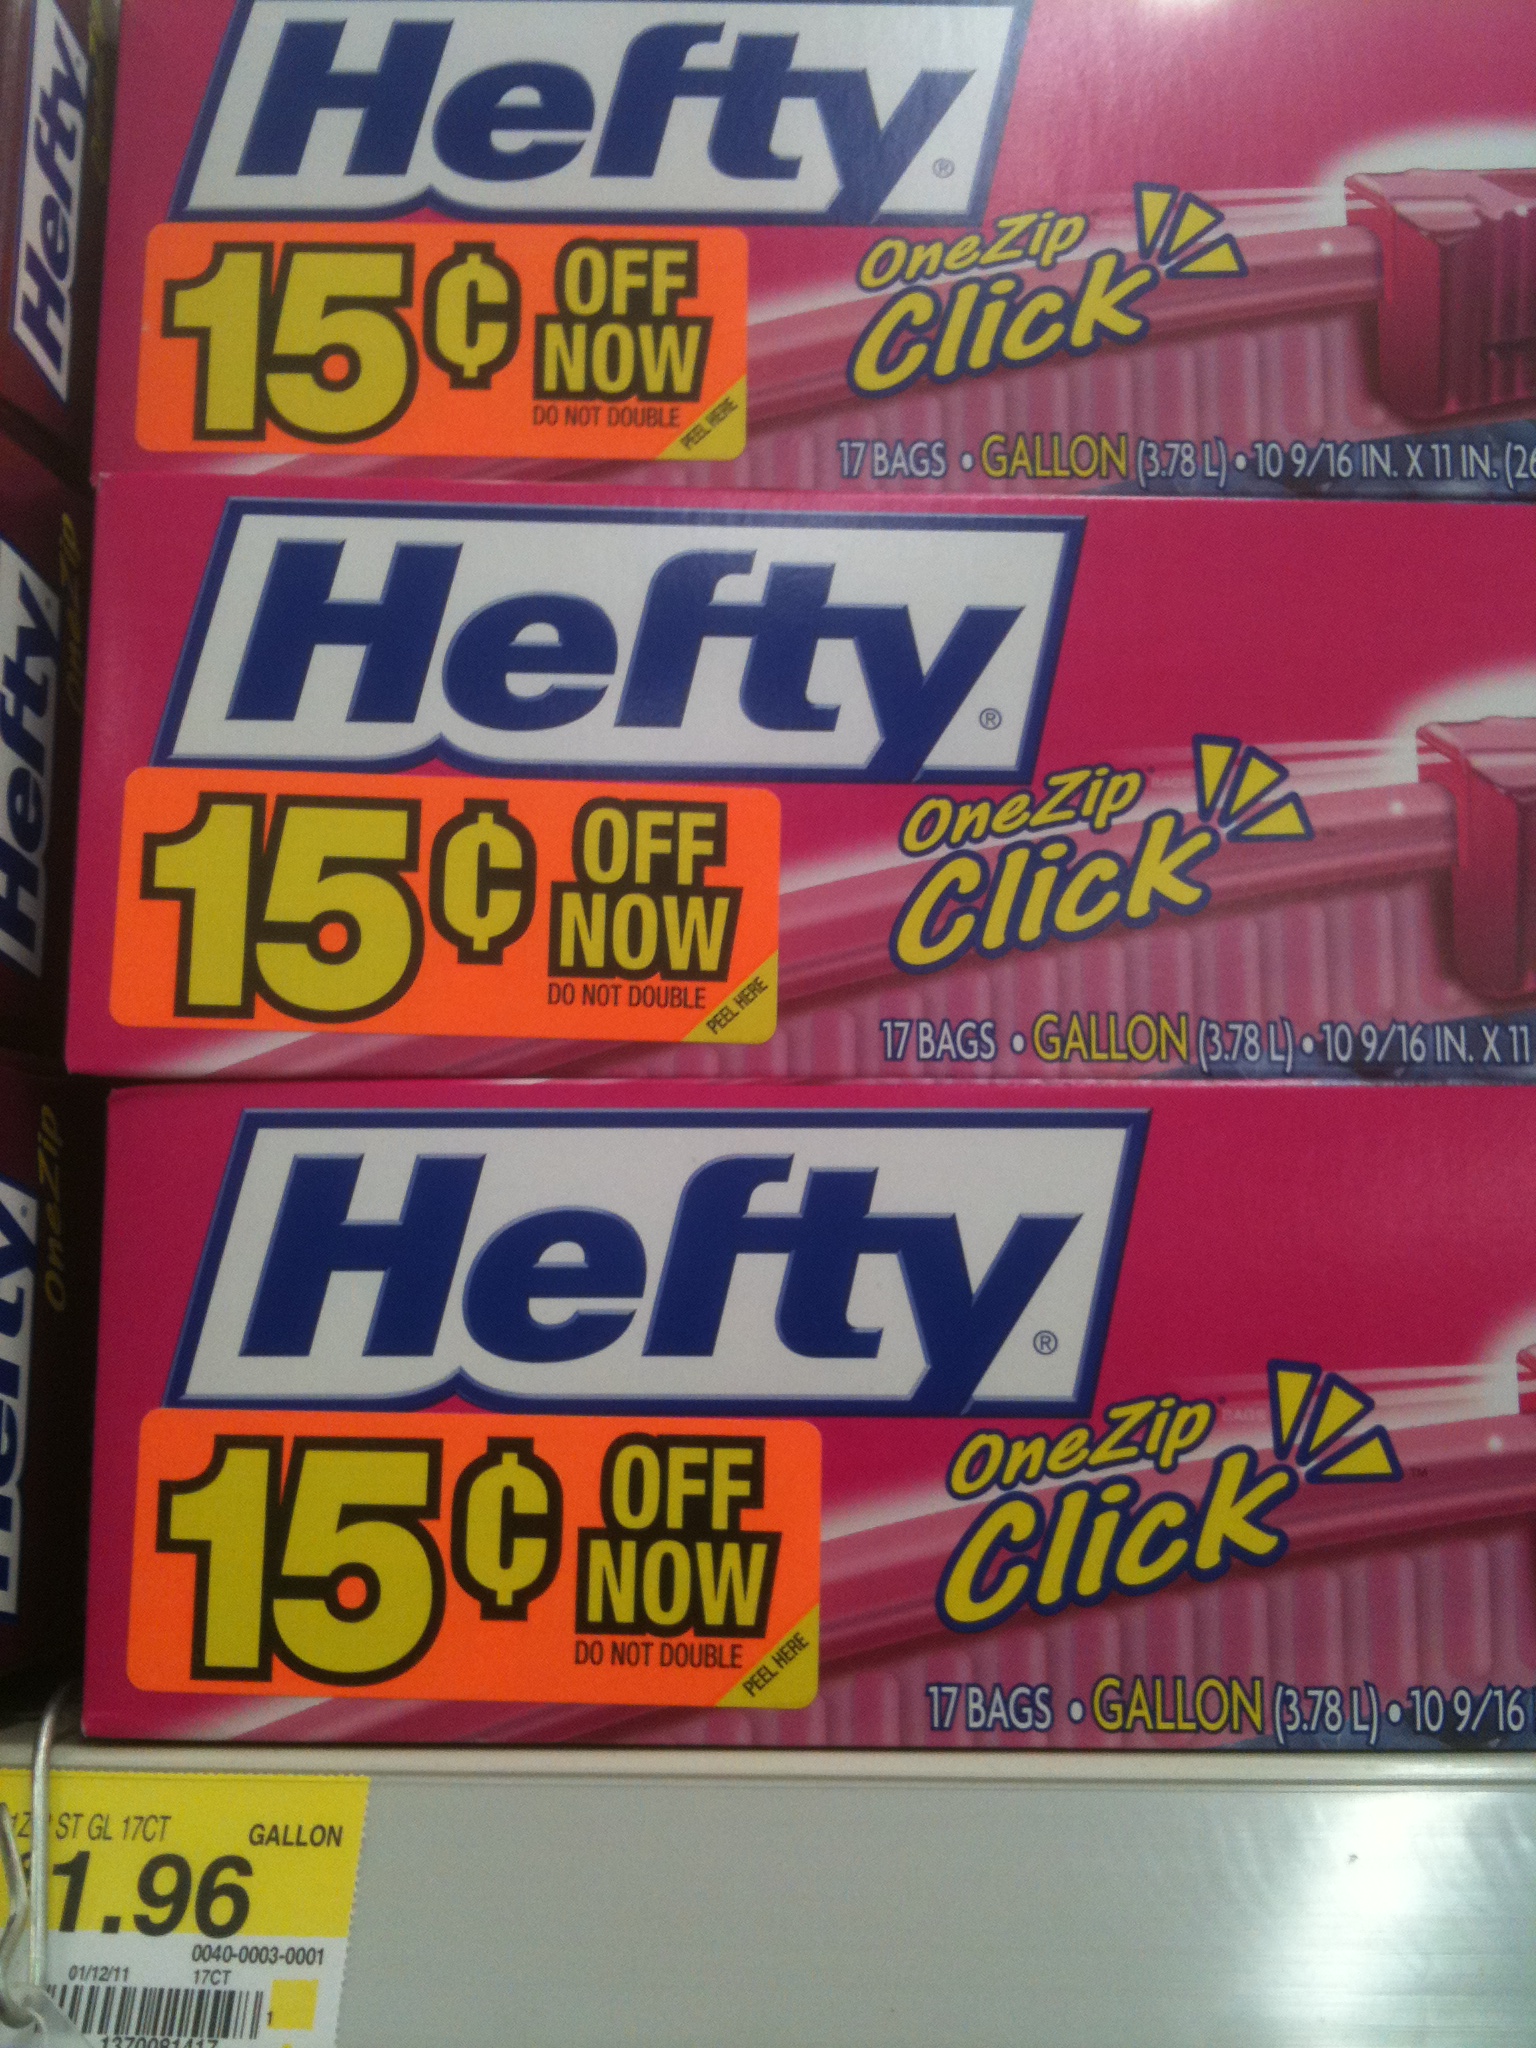 Hefty®
15¢ OFF NOW
DO NOT DOUBLE
PEEL HERE
OneZip
Click
17 BAGS • GALLON (3.78 L) • 10 9/16 IN. X 11 IN. (26
Hefty
Hefty®
15¢ OFF NOW
DO NOT DOUBLE
PEEL HERE
OneZip
Click
17 BAGS • GALLON (3.78 L) • 10 9/16 IN. X 11
Hefty
OneZip
Hefty®
15¢ OFF NOW
DO NOT DOUBLE
PEEL HERE
OneZip
Click™
17 BAGS • GALLON (3.78 L) • 10 9/16
Hefty
OneZip
ST GL 17CT GALLON
1.96
0040-0003-0001
01/12/11 17CT
1
1370081417